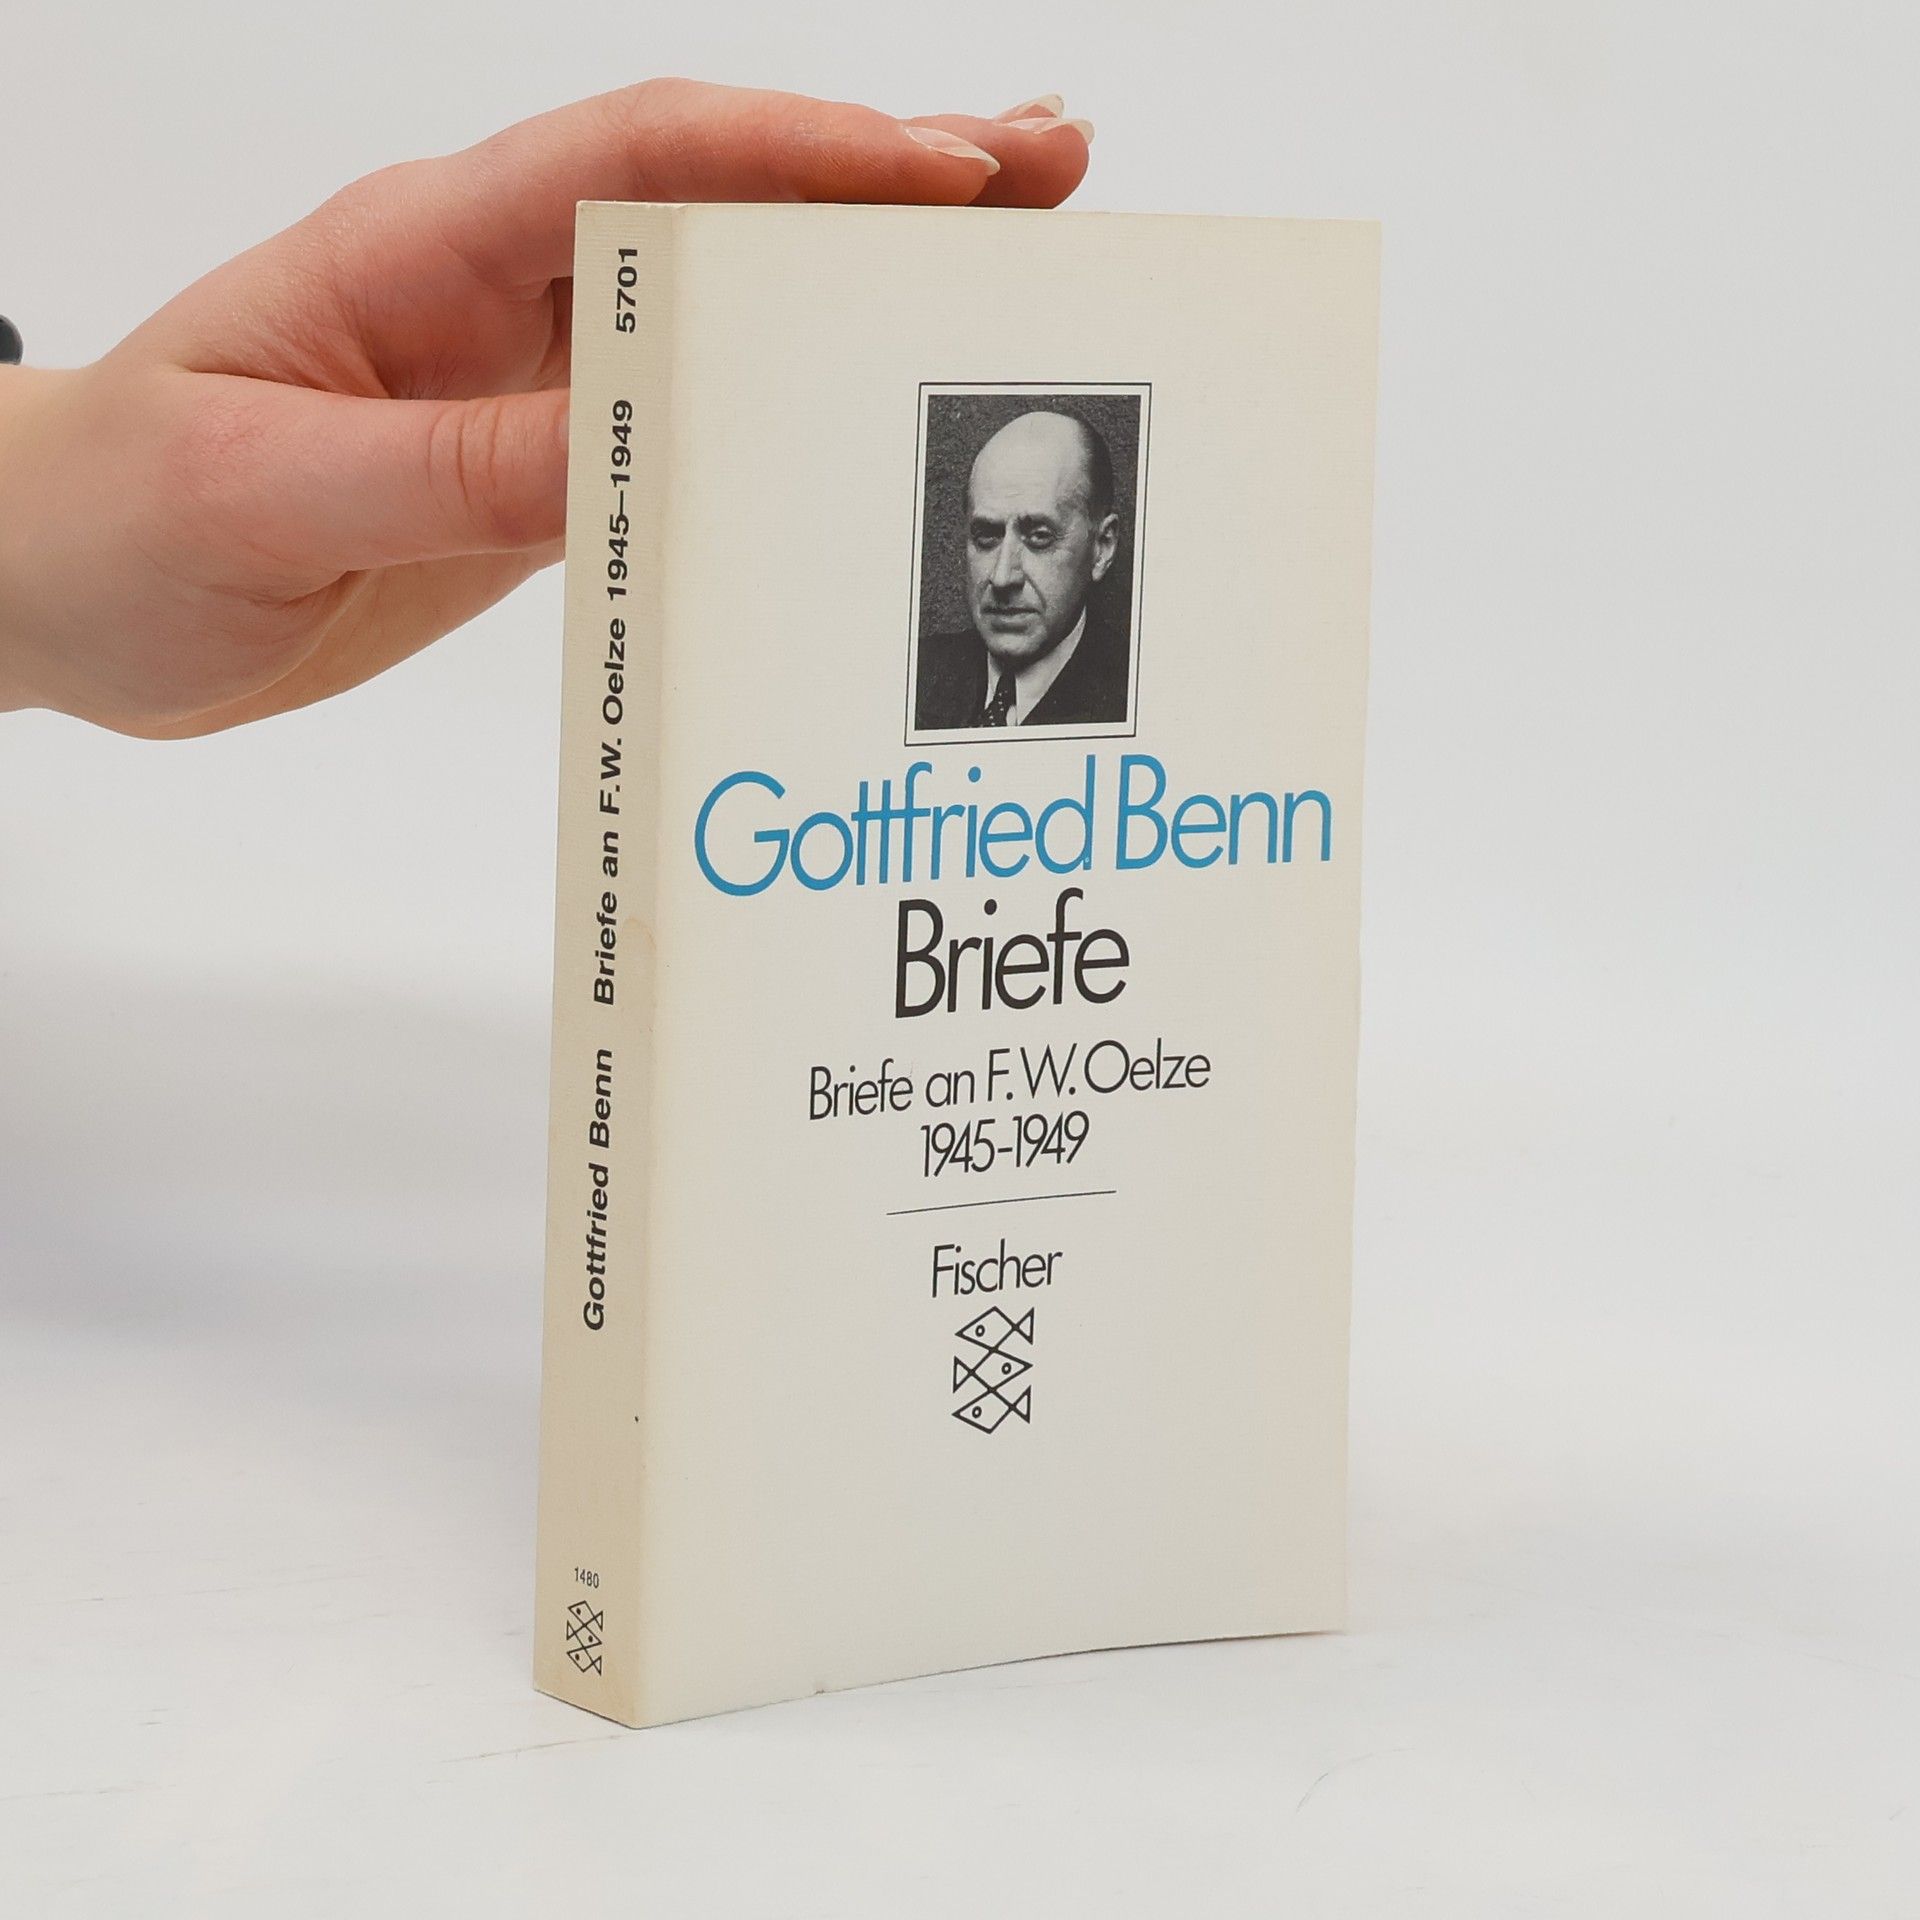 Gottfried Benn
Briefe
Briefe an F.W. Oelze
1945-1949
Fischer
Gottfried Benn Briefe an F.W. Oelze 1945–1949 5701
1480